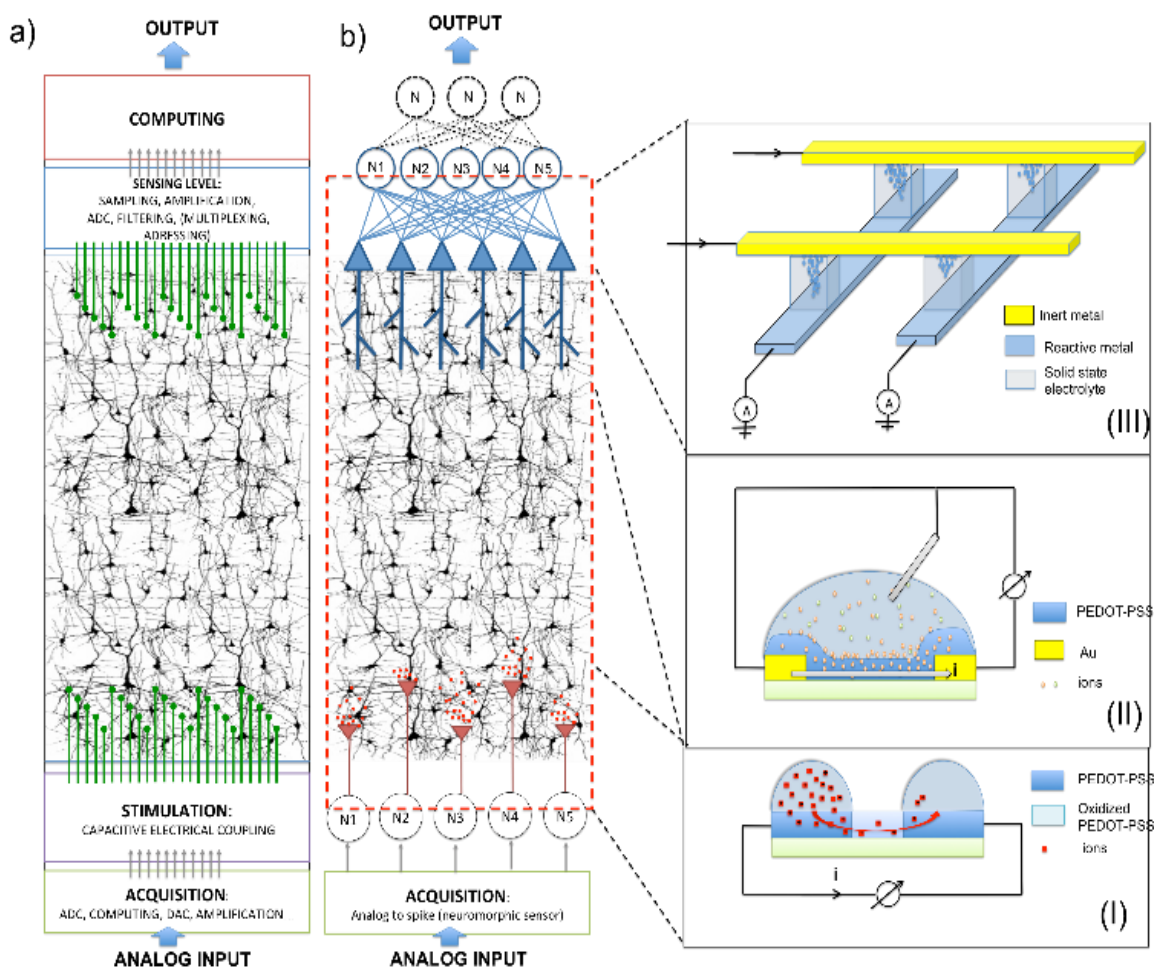 a)
OUTPUT
COMPUTING
SENSING LEVEL:
SAMPLING, AMPLIFICATION,
ADC, FILTERING, (MULTIPLEXING,
ADRESSING)
STIMULATION:
CAPACITIVE ELECTRICAL COUPLING
ACQUISITION:
ADC, COMPUTING, DAC, AMPLIFICATION
ANALOG INPUT
b)
OUTPUT
N N N
N1 N2 N3 N4 N5
N1 N2 N3 N4 N5
ACQUISITION:
Analog to spike (neuromorphic sensor)
ANALOG INPUT
A A
Inert metal
Reactive metal
Solid state
electrolyte
(III)
i
PEDOT-PSS
Au
ions
(II)
i
PEDOT-PSS
Oxidized
PEDOT-PSS
ions
(I)